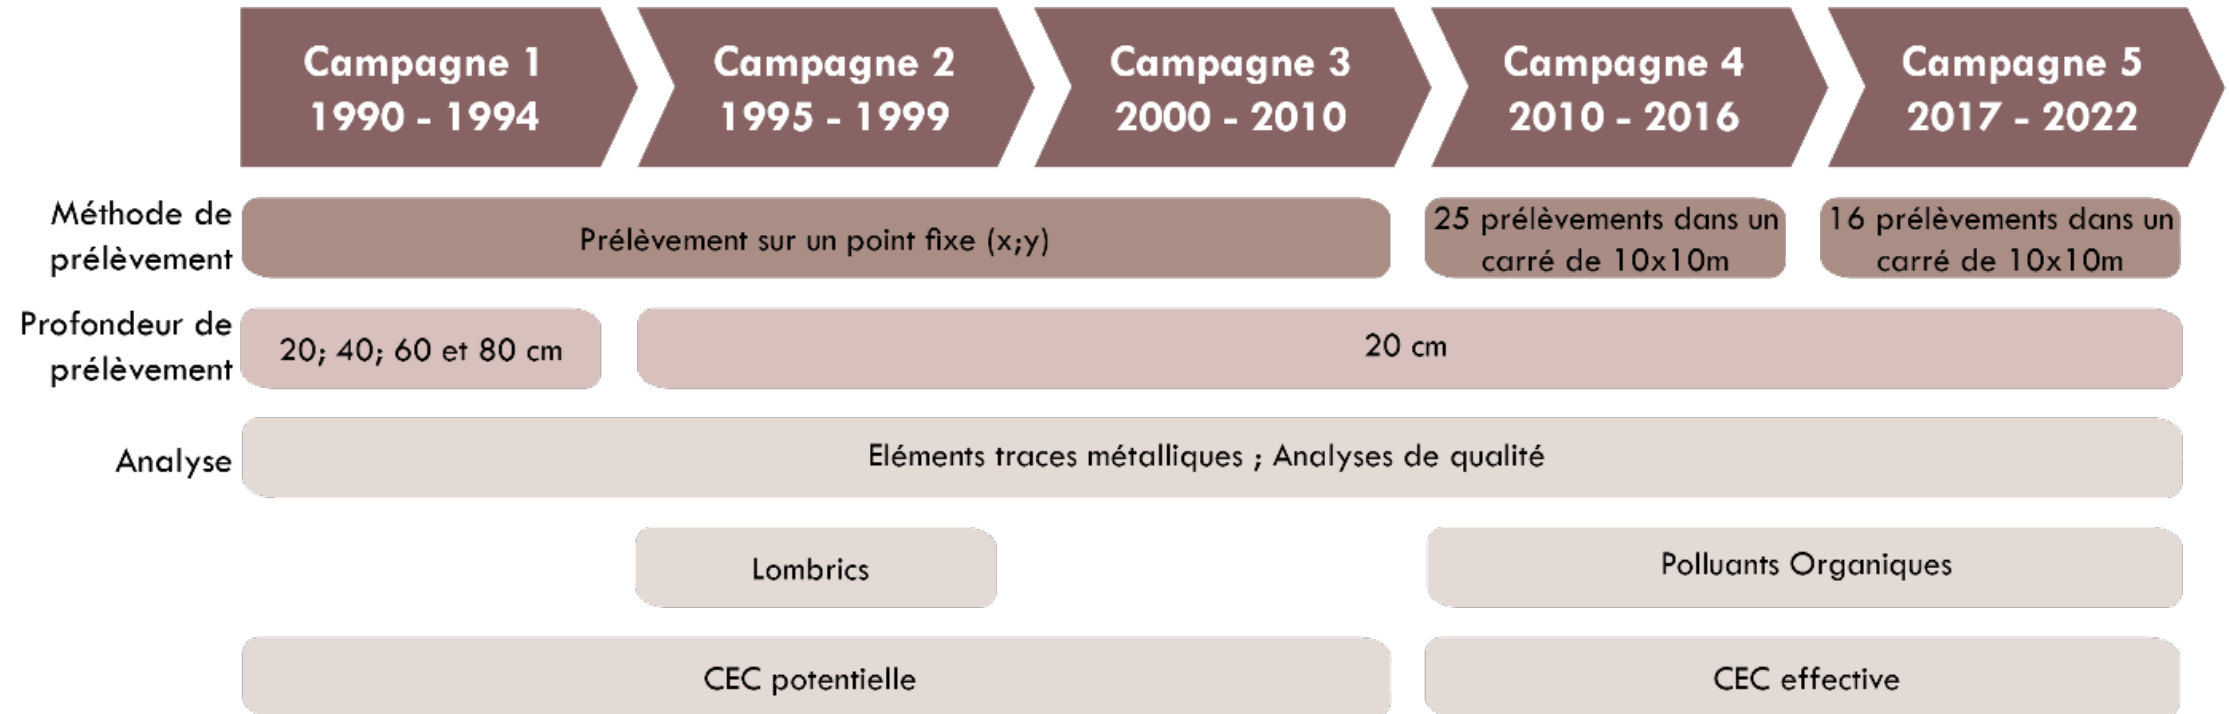 Campagne 1
1990 - 1994
Campagne 2
1995 - 1999
Campagne 3
2000 - 2010
Campagne 4
2010 - 2016
Campagne 5
2017 - 2022
Méthode de
prélèvement
Prélèvement sur un point fixe (x;y)
25 prélèvements dans un
carré de 10x10m
16 prélèvements dans un
carré de 10x10m
Profondeur de
prélèvement
20; 40; 60 et 80 cm
20 cm
Analyse
Eléments traces métalliques ; Analyses de qualité
Lombrics
Polluants Organiques
CEC potentielle
CEC effective